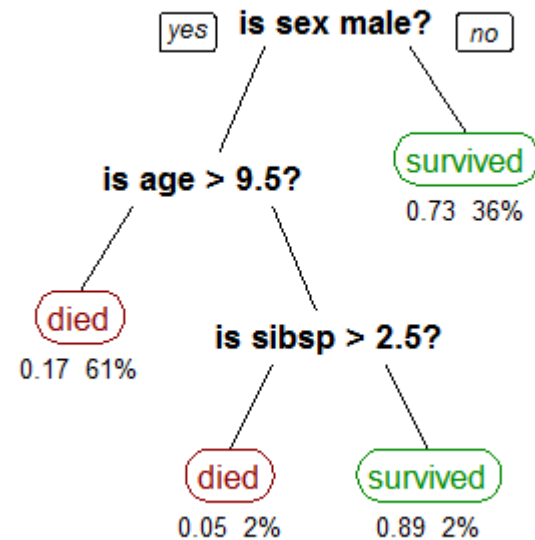 yes is sex male? no
is age > 9.5?
survived
0.73 36%
died
0.17 61%
is sibsp > 2.5?
died
0.05 2%
survived
0.89 2%